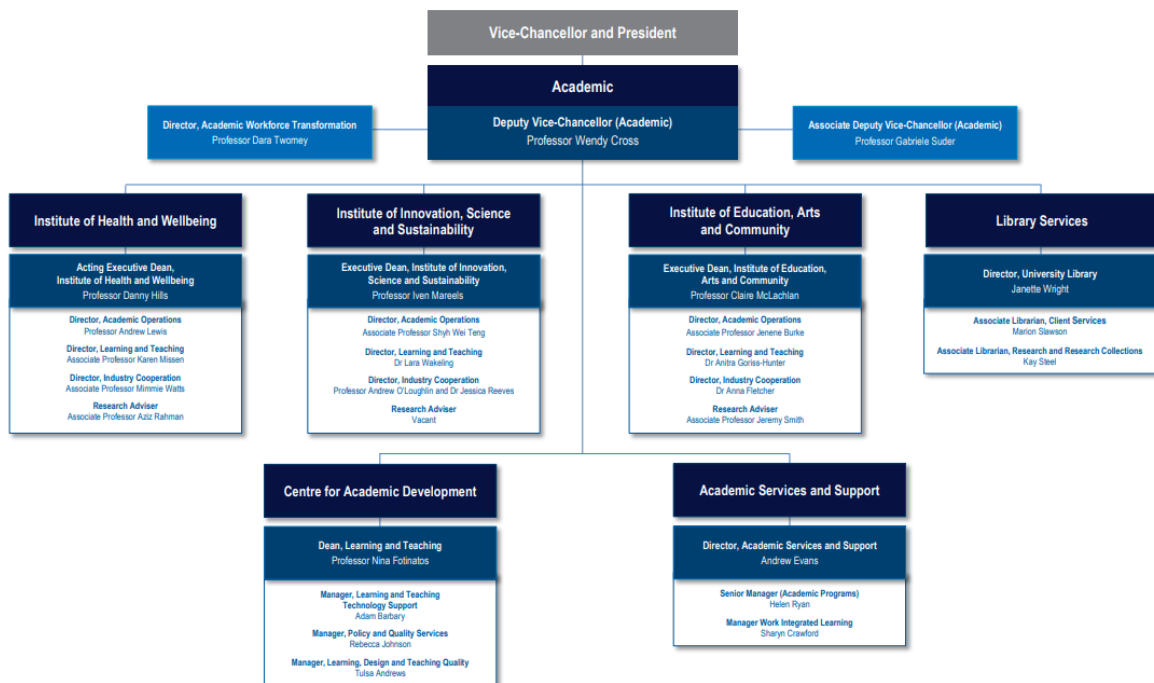 Vice-Chancellor and President
Academic
Deputy Vice-Chancellor (Academic)
Professor Wendy Cross
Director, Academic Workforce Transformation
Professor Dara Twomey
Associate Deputy Vice-Chancellor (Academic)
Professor Gabriele Suder
Institute of Health and Wellbeing
Acting Executive Dean,
Institute of Health and Wellbeing
Professor Danny Hills
Director, Academic Operations
Professor Andrew Lewis
Director, Learning and Teaching
Associate Professor Karen Missen
Director, Industry Cooperation
Associate Professor Mimmie Watts
Research Adviser
Associate Professor Aziz Rahman
Institute of Innovation, Science
and Sustainability
Executive Dean, Institute of Innovation,
Science and Sustainability
Professor Iven Mareels
Director, Academic Operations
Associate Professor Shyh Wei Teng
Director, Learning and Teaching
Dr Lara Wakeling
Director, Industry Cooperation
Professor Andrew O'Loughlin and Dr Jessica Reeves
Research Adviser
Vacant
Institute of Education, Arts
and Community
Executive Dean, Institute of Education,
Arts and Community
Professor Claire McLachlan
Director, Academic Operations
Associate Professor Jenene Burke
Director, Learning and Teaching
Dr Anitra Goriss-Hunter
Director, Industry Cooperation
Dr Anna Fletcher
Research Adviser
Associate Professor Jeremy Smith
Library Services
Director, University Library
Janette Wright
Associate Librarian, Client Services
Marion Slawson
Associate Librarian, Research and Research Collections
Kay Steel
Centre for Academic Development
Dean, Learning and Teaching
Professor Nina Fotinatos
Manager, Learning and Teaching
Technology Support
Adam Barbary
Manager, Policy and Quality Services
Rebecca Johnson
Manager, Learning, Design and Teaching Quality
Tulsa Andrews
Academic Services and Support
Director, Academic Services and Support
Andrew Evans
Senior Manager (Academic Programs)
Helen Ryan
Manager Work Integrated Learning
Sharyn Crawford